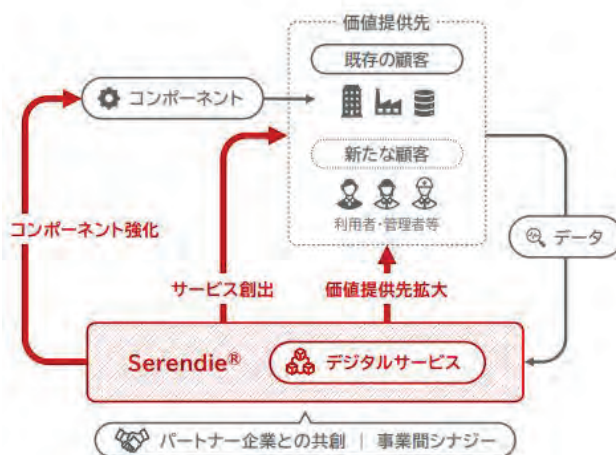 価値提供先
既存の顧客
コンポーネント
新たな顧客
利用者・管理者等
コンポーネント強化
データ
サービス創出
価値提供先拡大
Serendie®
デジタルサービス
パートナー企業との共創 | 事業間シナジー